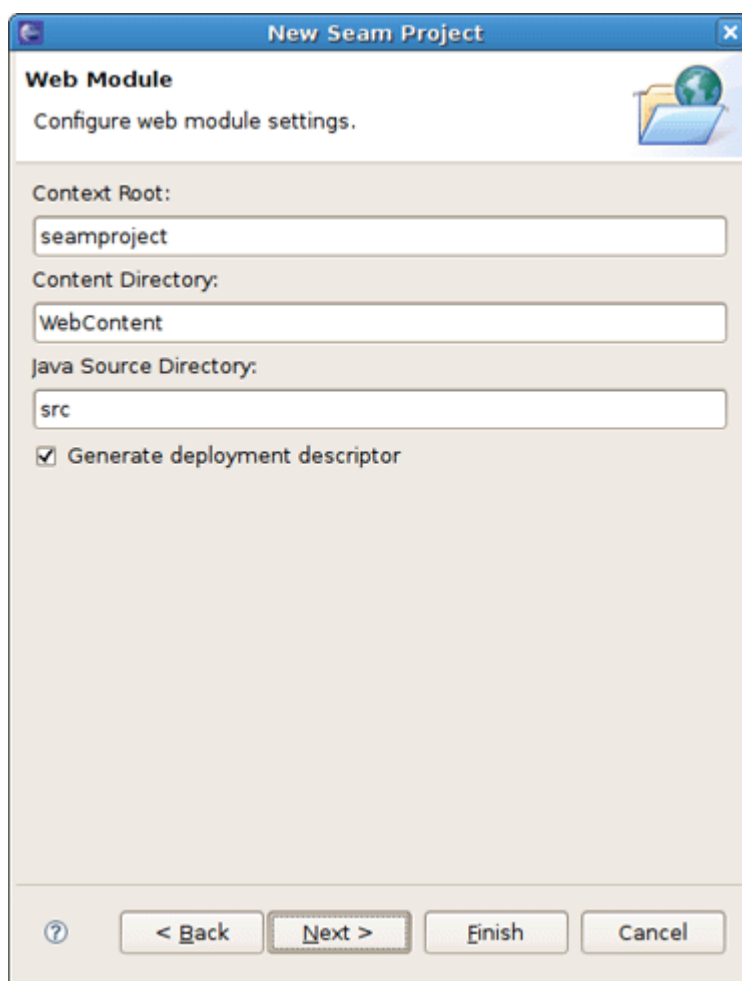 New Seam Project
Web Module
Configure web module settings.
Context Root:
seamproject
Content Directory:
WebContent
Java Source Directory:
src
Generate deployment descriptor
? < Back Next > Finish Cancel